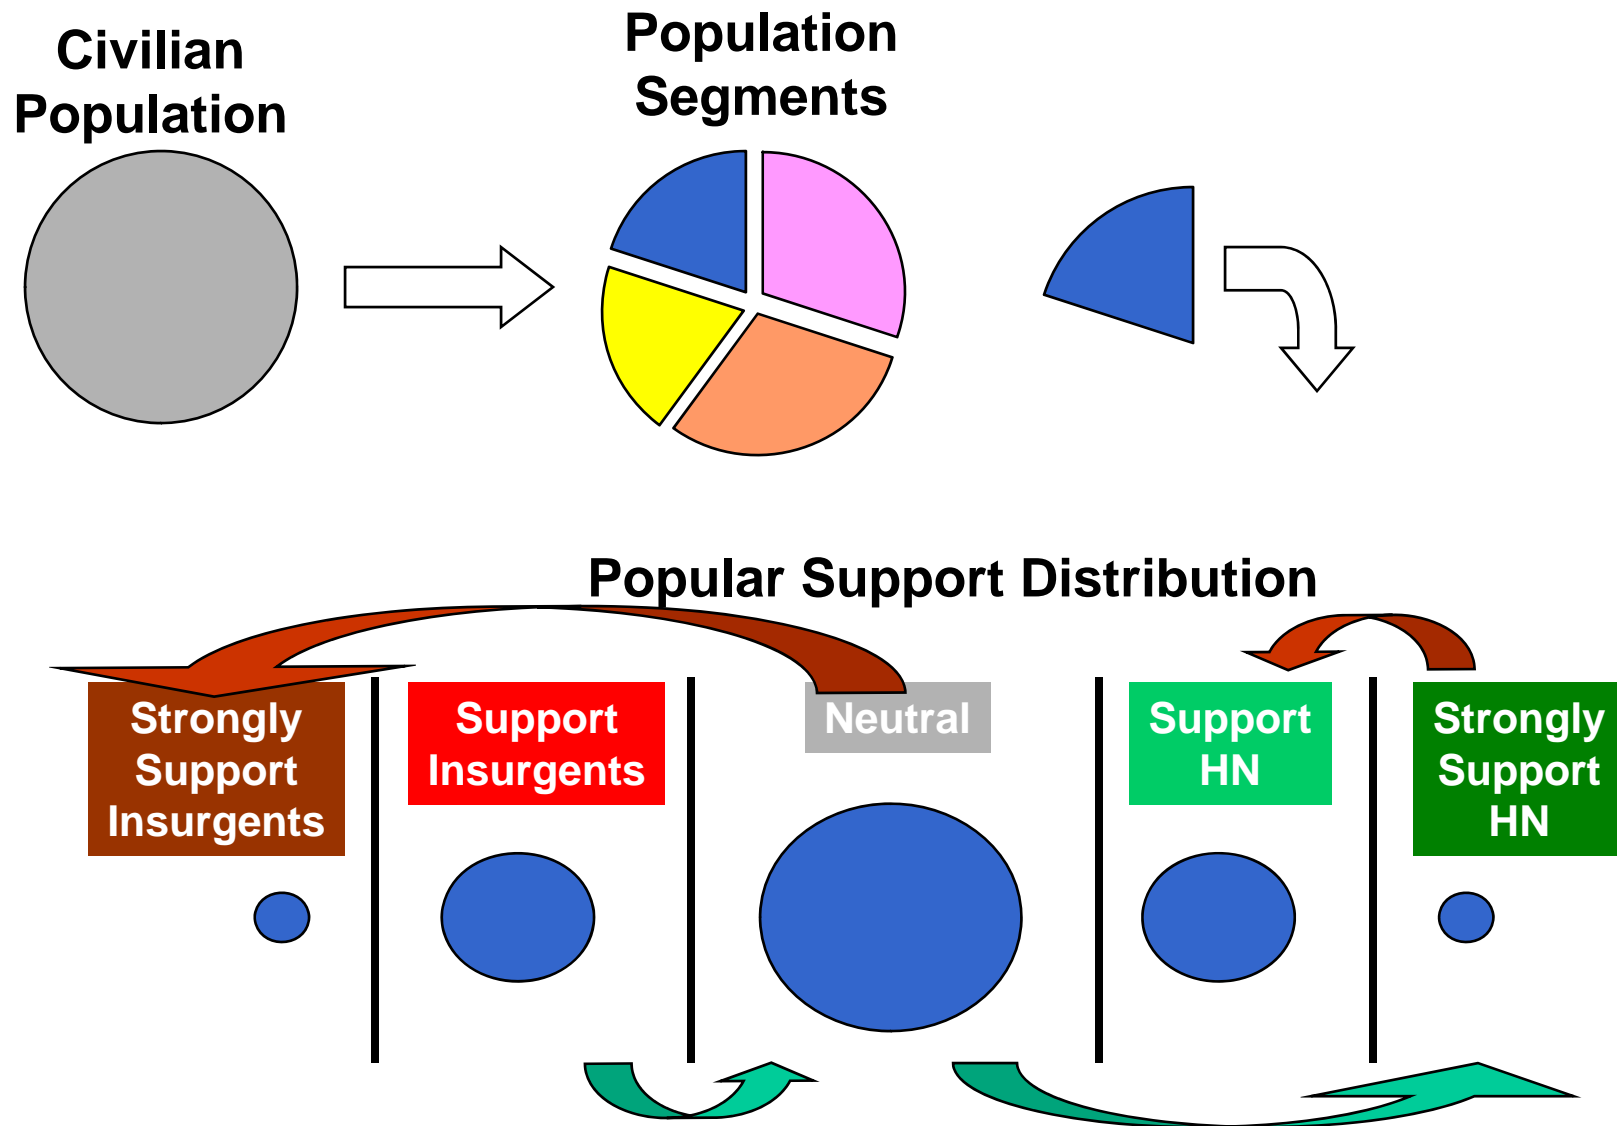 Civilian
Population
Population
Segments
Popular Support Distribution
Strongly
Support
Insurgents
Support
Insurgents
Neutral
Support
HN
Strongly
Support
HN